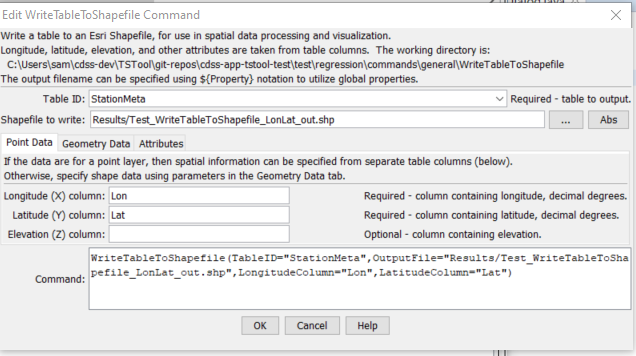 Edit WriteTableToShapefile Command
Write a table to an Esri Shapefile, for use in spatial data processing and visualization.
Longitude, latitude, elevation, and other attributes are taken from table columns.  The working directory is:
C:\Users\sam\cdss-dev\TSTool\git-repos\cdss-app-tstool-test\test\regression\commands\general\WriteTableToShapefile
The output filename can be specified using ${Property} notation to utilize global properties.
Table ID: StationMeta Required - table to output.
Shapefile to write: Results/Test_WriteTableToShapefile_LonLat_out.shp ... Abs
Point Data Geometry Data Attributes
If the data are for a point layer, then spatial information can be specified from separate table columns (below).
Otherwise, specify shape data using parameters in the Geometry Data tab.
Longitude (X) column: Lon Required - column containing longitude, decimal degrees.
Latitude (Y) column: Lat Required - column containing latitude, decimal degrees.
Elevation (Z) column: Optional - column containing elevation.
Command: WriteTableToShapefile(TableID="StationMeta",OutputFile="Results/Test_WriteTableToSha
pefile_LonLat_out.shp",LongitudeColumn="Lon",LatitudeColumn="Lat")
OK Cancel Help